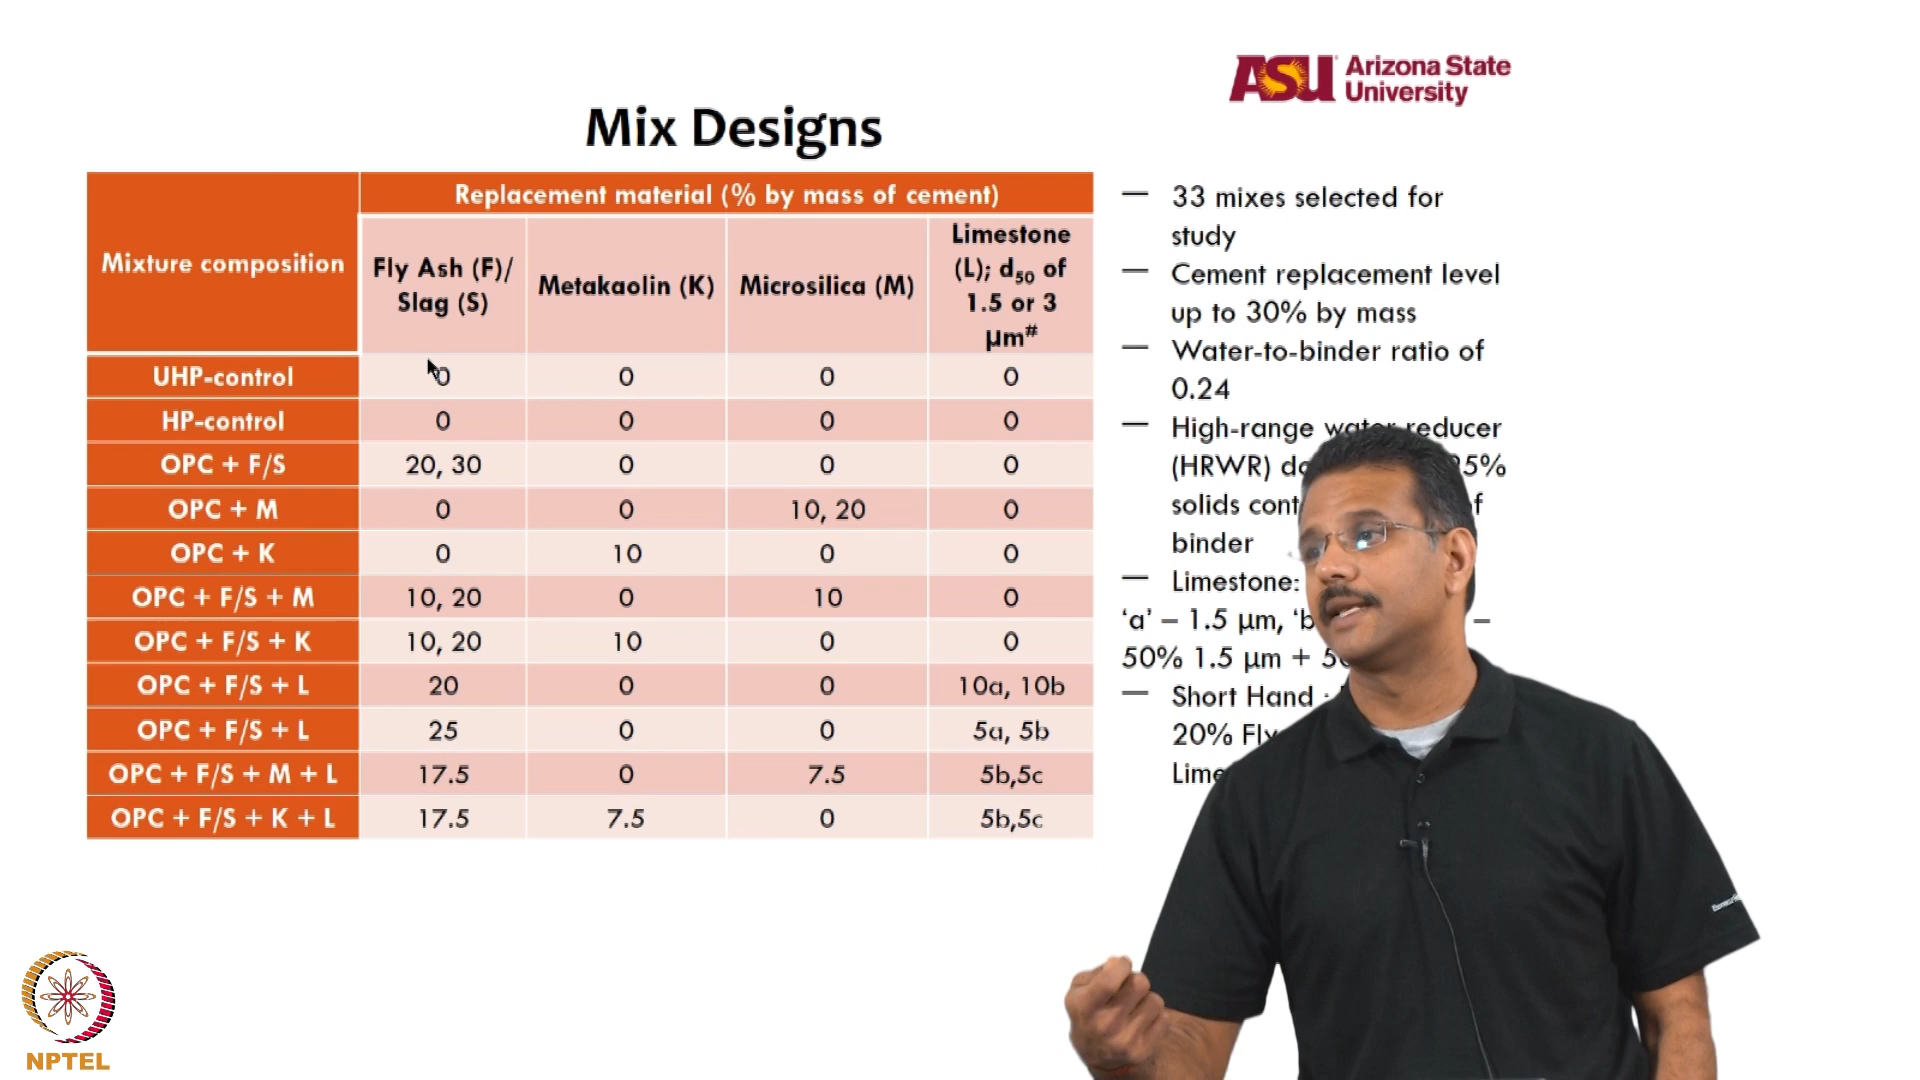 ASU Arizona State
University
Mix Designs
Mixture composition
Replacement material (% by mass of cement)
Fly Ash (F)/
Slag (S)
Metakaolin (K)
Microsilica (M)
Limestone
(L); d50 of
1.5 or 3
µm#
UHP-control 0 0 0 0
HP-control 0 0 0 0
OPC + F/S 20, 30 0 0 0
OPC + M 0 0 10, 20 0
OPC + K 0 10 0 0
OPC + F/S + M 10, 20 0 10 0
OPC + F/S + K 10, 20 10 0 0
OPC + F/S + L 20 0 0 10a, 10b
OPC + F/S + L 25 0 0 5a, 5b
OPC + F/S + M + L 17.5 0 7.5 5b,5c
OPC + F/S + K + L 17.5 7.5 0 5b,5c
— 33 mixes selected for
study
— Cement replacement level
up to 30% by mass
— Water-to-binder ratio of
0.24
— High-range water reducer
(HRWR)
solids
binder
— Limestone:
‘a’ – 1.5 µm, –
50% 1.5 µm +
— Short Hand
20%
NPTEL